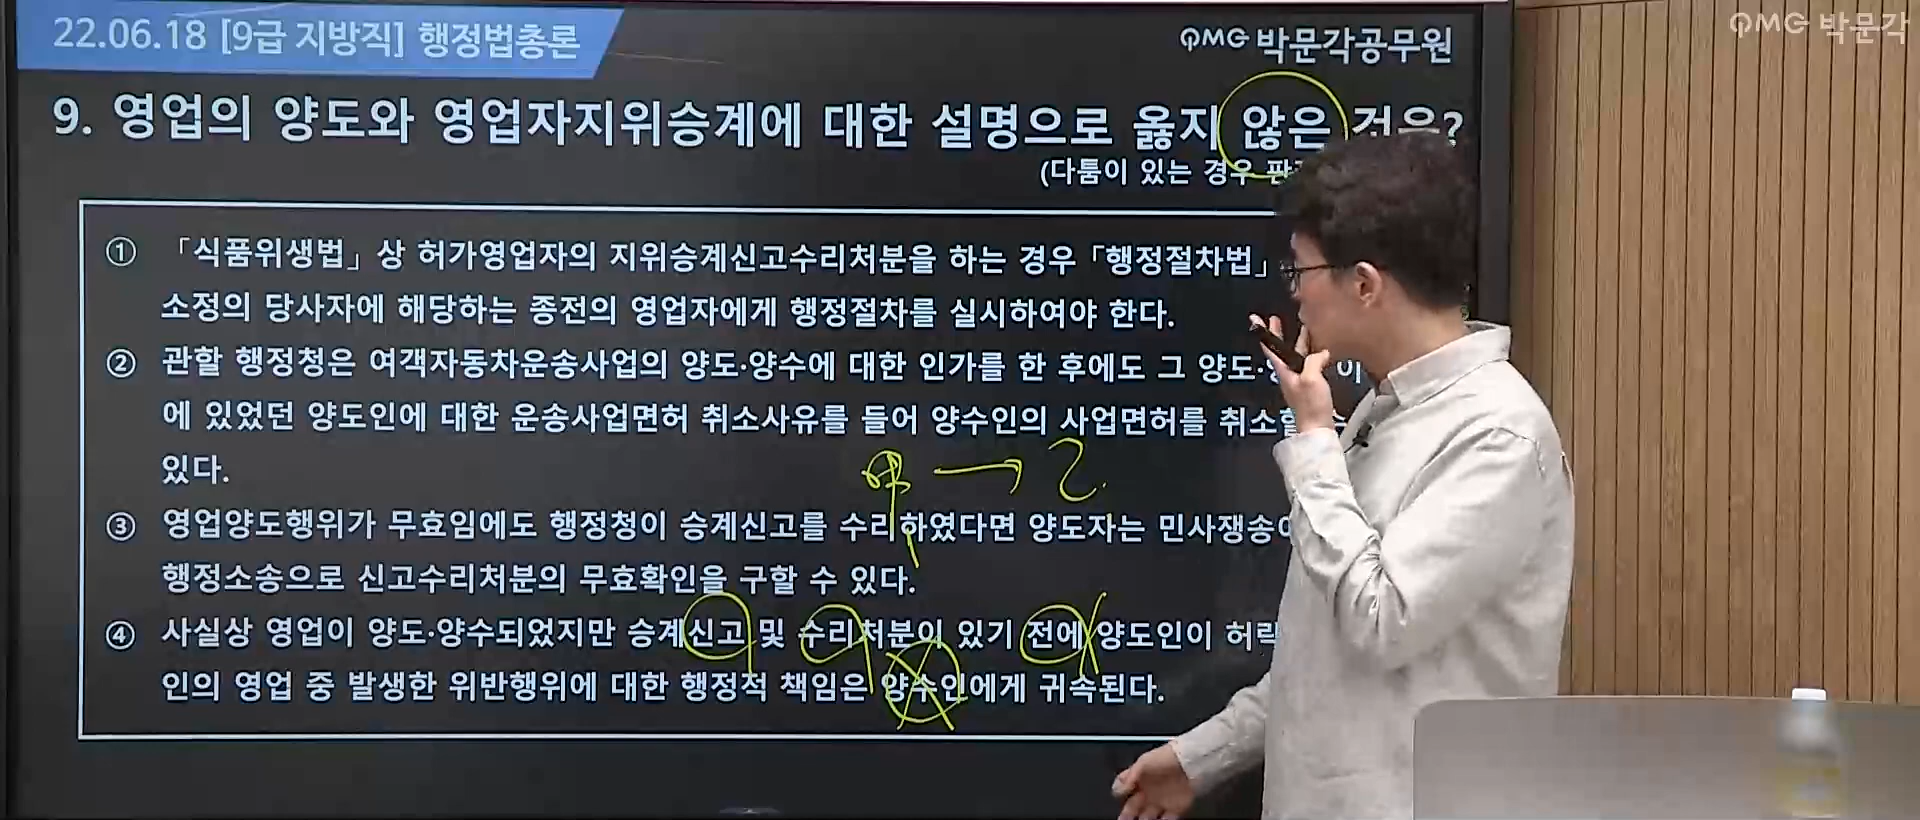 22.06.18 [9급 지방직] 행정법총론
PMG 박문각공무원
PMG 박문각
9. 영업의 양도와 영업자지위승계에 대한 설명으로 옳지 않은 것은?
(다툼이 있는 경우
① 「식품위생법」상 허가영업자의 지위승계신고수리처분을 하는 경우「행정절차법」
소정의 당사자에 해당하는 종전의 영업자에게 행정절차를 실시하여야 한다.
② 관할 행정청은 여객자동차운송사업의 양도·양수에 대한 인가를 한 후에도 그 양도· 이
에 있었던 양도인에 대한 운송사업면허 취소사유를 들어 양수인의 사업면허를
있다.
③ 영업양도행위가 무효임에도 행정청이 승계신고를 수리하였다면 양도자는
행정소송으로 신고수리처분의 무효확인을 구할 수 있다.
④ 사실상 영업이 양도·양수되었지만 승계신고 및 수리처분이 있기 전에 양도인이
인의 영업 중 발생한 위반행위에 대한 행정적 책임은 양수인에게 귀속된다.